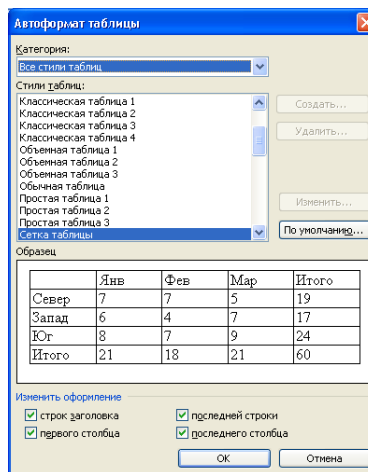 Автоформат таблицы
Категория:
Все стили таблиц
Стили таблиц:
Классическая таблица 1
Классическая таблица 2
Классическая таблица 3
Классическая таблица 4
Объемная таблица 1
Объемная таблица 2
Объемная таблица 3
Обычная таблица
Простая таблица 1
Простая таблица 2
Простая таблица 3
Сетка таблицы
Создать...
Удалить...
Изменить...
По умолчанию...
Образец
Янв Фев Мар Итого
Север 7 7 5 19
Запад 6 4 7 17
Юг 8 7 9 24
Итого 21 18 21 60
Изменить оформление
строк заголовка
последней строки
первого столбца
последнего столбца
ОК
Отмена